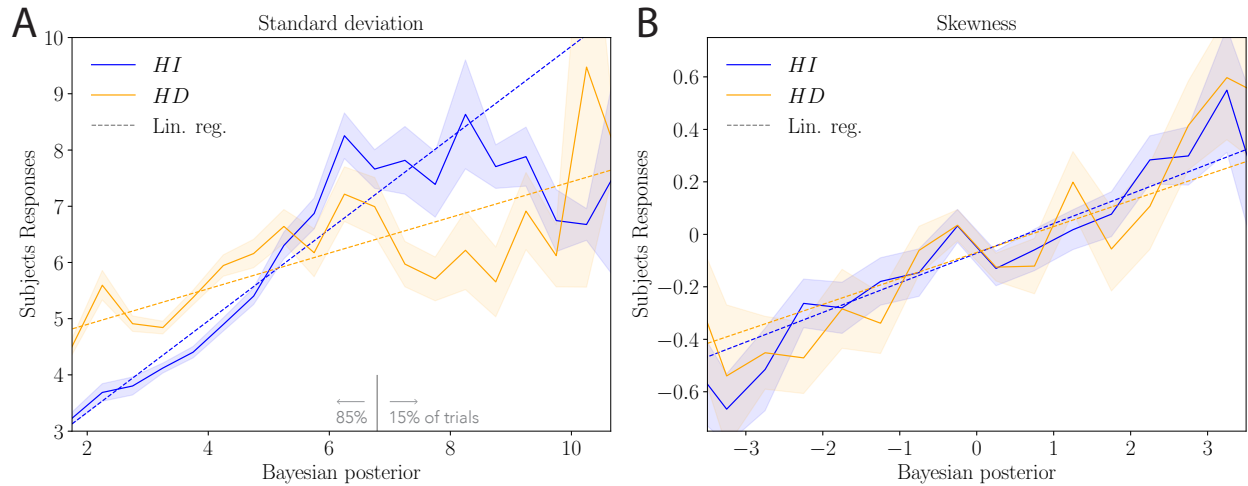 A
Standard deviation
HI
HD
Lin. reg.
Subjects Responses
10
9
8
7
6
5
4
3
85%
15% of trials
2
4
6
8
10
Bayesian posterior
B
Skewness
HI
HD
Lin. reg.
Subjects Responses
0.6
0.4
0.2
0
−0.2
−0.4
−0.6
−3
−2
−1
0
1
2
3
Bayesian posterior